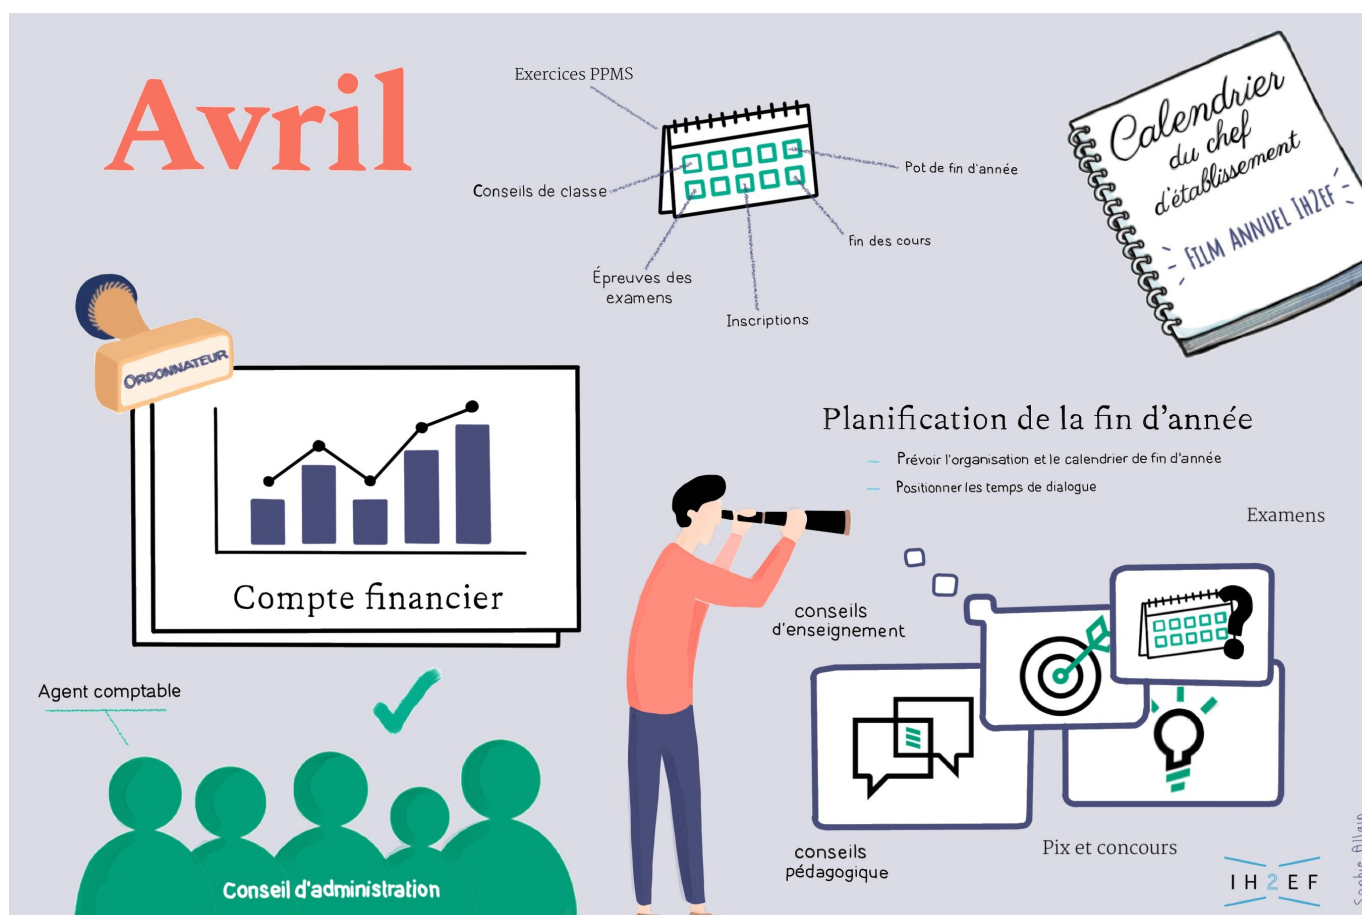 Avril
Exercices PPMS
Conseils de classe
Épreuves des
examens
Inscriptions
Fin des cours
Pot de fin d'année
Calendrier
du chef
d'établissement
FILM ANNUEL IH2EF
ORDONNATEUR
Compte financier
Agent comptable
Conseil d'administration
Planification de la fin d'année
Prévoir l'organisation et le calendrier de fin d'année
Positionner les temps de dialogue
Examens
conseils
d'enseignement
conseils
pédagogique
Pix et concours
IH2EF
Sophie Allain